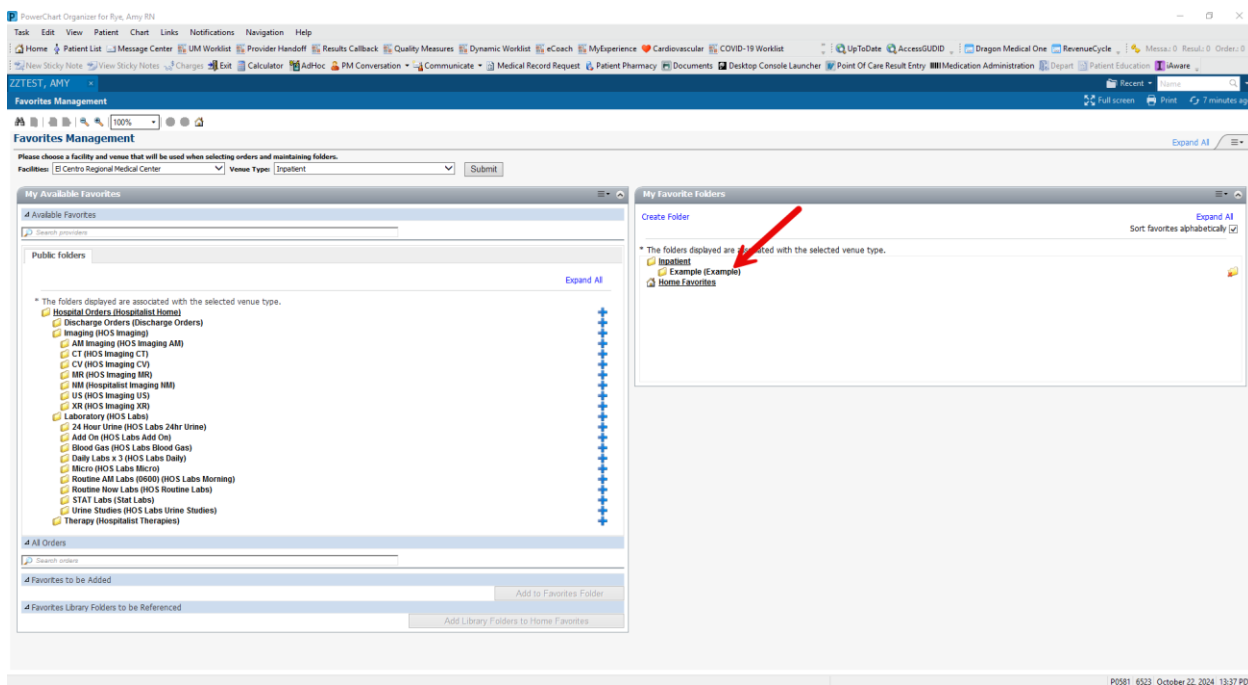 PowerChart Organizer for Rye, Amy RN
Task Edit View Patient Chart Links Notifications Navigation Help
Home Patient List Message Center UM Worklist Provider Handoff Results Callback Quality Measures Dynamic Worklist eCoach MyExperience Cardiovascular COVID-19 Worklist UpToDate AccessGUDID Dragon Medical One RevenueCycle Messa.: 0 Resul.: 0 Order.: 0
New Sticky Note View Sticky Notes Charges Exit Calculator AdHoc PM Conversation Communicate Medical Record Request Patient Pharmacy Documents Desktop Console Launcher Point Of Care Result Entry Medication Administration Depart Patient Education iAware
ZZTEST, AMY × Recent Name
Favorites Management Full screen Print 7 minutes ag
100%
Favorites Management
Expand All
Please choose a facility and venue that will be used when selecting orders and maintaining folders.
Facilities: El Centro Regional Medical Center Venue Type: Inpatient Submit
My Available Favorites
Available Favorites
Search providers
Public folders
Expand All
* The folders displayed are associated with the selected venue type.
Hospital Orders (Hospitalist Home)
Discharge Orders (Discharge Orders)
Imaging (HOS Imaging)
AM Imaging (HOS Imaging AM)
CT (HOS Imaging CT)
CV (HOS Imaging CV)
MR (HOS Imaging MR)
NM (Hospitalist Imaging NM)
US (HOS Imaging US)
XR (HOS Imaging XR)
Laboratory (HOS Labs)
24 Hour Urine (HOS Labs 24hr Urine)
Add On (HOS Labs Add On)
Blood Gas (HOS Labs Blood Gas)
Daily Labs x 3 (HOS Labs Daily)
Micro (HOS Labs Micro)
Routine AM Labs (0600) (HOS Labs Morning)
Routine Now Labs (HOS Routine Labs)
STAT Labs (Stat Labs)
Urine Studies (HOS Labs Urine Studies)
Therapy (Hospitalist Therapies)
All Orders
Search orders
Favorites to be Added
Add to Favorites Folder
Favorites Library Folders to be Referenced
Add Library Folders to Home Favorites
My Favorite Folders
Create Folder Expand All
Sort favorites alphabetically
* The folders displayed are associated with the selected venue type.
Inpatient
Example (Example)
Home Favorites
P0581 6523 October 22, 2024 13:37 PD